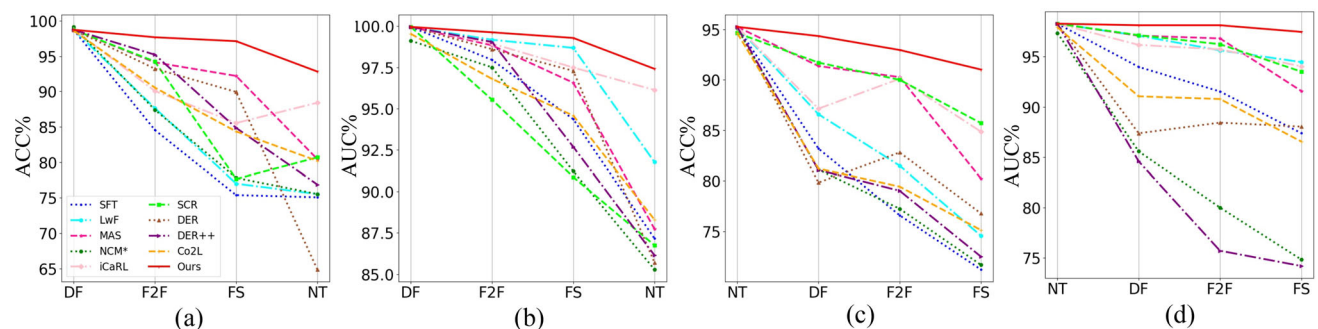 ACC%
100
95
90
85
80
75
70
65
SFT
LwF
MAS
NCM*
iCaRL
SCR
DER
DER++
Co2L
Ours
DF F2F FS NT
(a)
AUC%
100.0
97.5
95.0
92.5
90.0
87.5
85.0
DF F2F FS NT
(b)
ACC%
95
90
85
80
75
NT DF F2F FS
(c)
AUC%
95
90
85
80
75
NT DF F2F FS
(d)